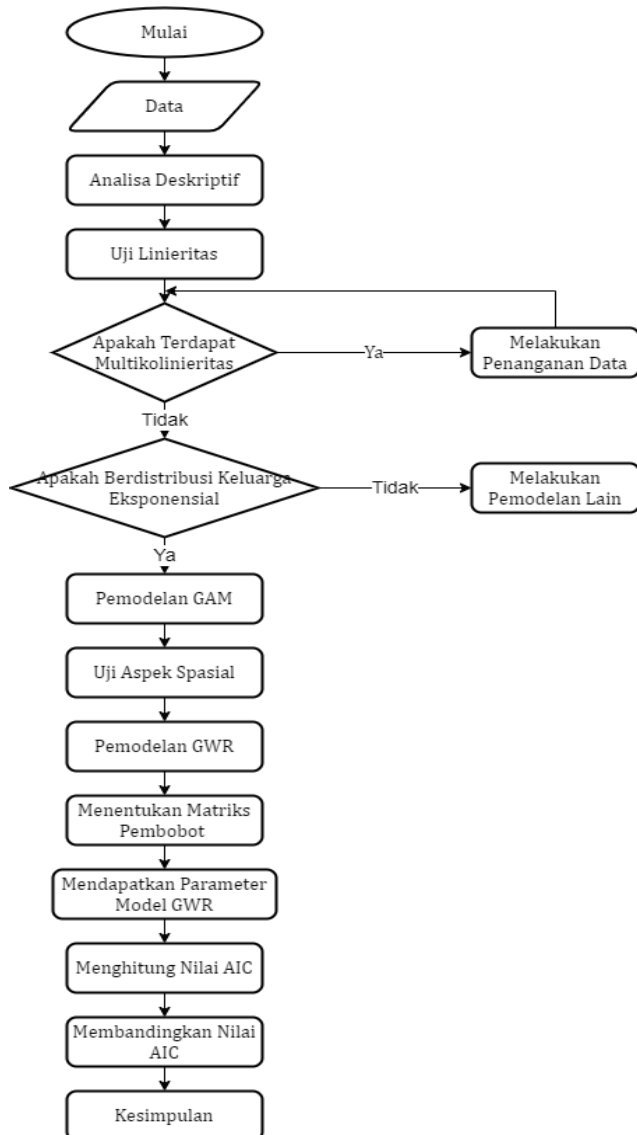 Mulai
Data
Analisa Deskriptif
Uji Linieritas
Apakah Terdapat
Multikolinieritas
Ya
Melakukan
Penanganan Data
Tidak
Apakah Berdistribusi Keluarga
Eksponensial
Tidak
Melakukan
Pemodelan Lain
Ya
Pemodelan GAM
Uji Aspek Spasial
Pemodelan GWR
Menentukan Matriks
Pembobot
Mendapatkan Parameter
Model GWR
Menghitung Nilai AIC
Membandingkan Nilai
AIC
Kesimpulan